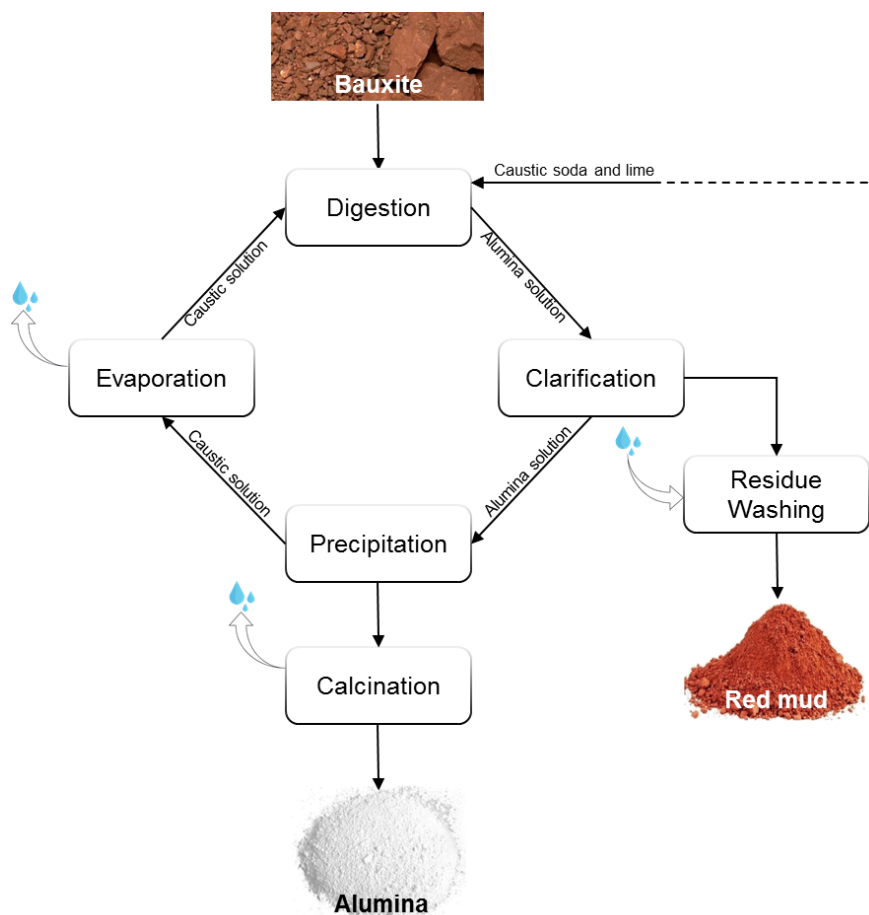 Bauxite
Caustic soda and lime
Digestion
Caustic solution
Alumina solution
Evaporation
Clarification
Caustic solution
Alumina solution
Residue
Washing
Precipitation
Calcination
Red mud
Alumina